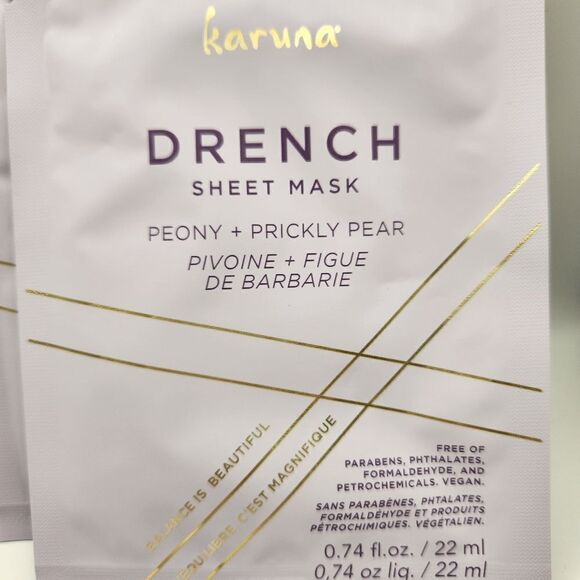 karuna
DRENCH
SHEET MASK
PEONY + PRICKLY PEAR
PIVOINE + FIGUE
DE BARBARIE
BALANCE IS BEAUTIFUL
C'EST MAGNIFIQUE
FREE OF
PARABENS, PHTHALATES,
FORMALDEHYDE, AND
PETROCHEMICALS. VEGAN.
SANS PARABÈNES, PHTALATES,
FORMALDÉHYDE ET PRODUITS
PÉTROCHIMIQUES. VÉGÉTALIEN.
0.74 fl.oz. / 22 ml
0,74 oz liq. / 22 ml